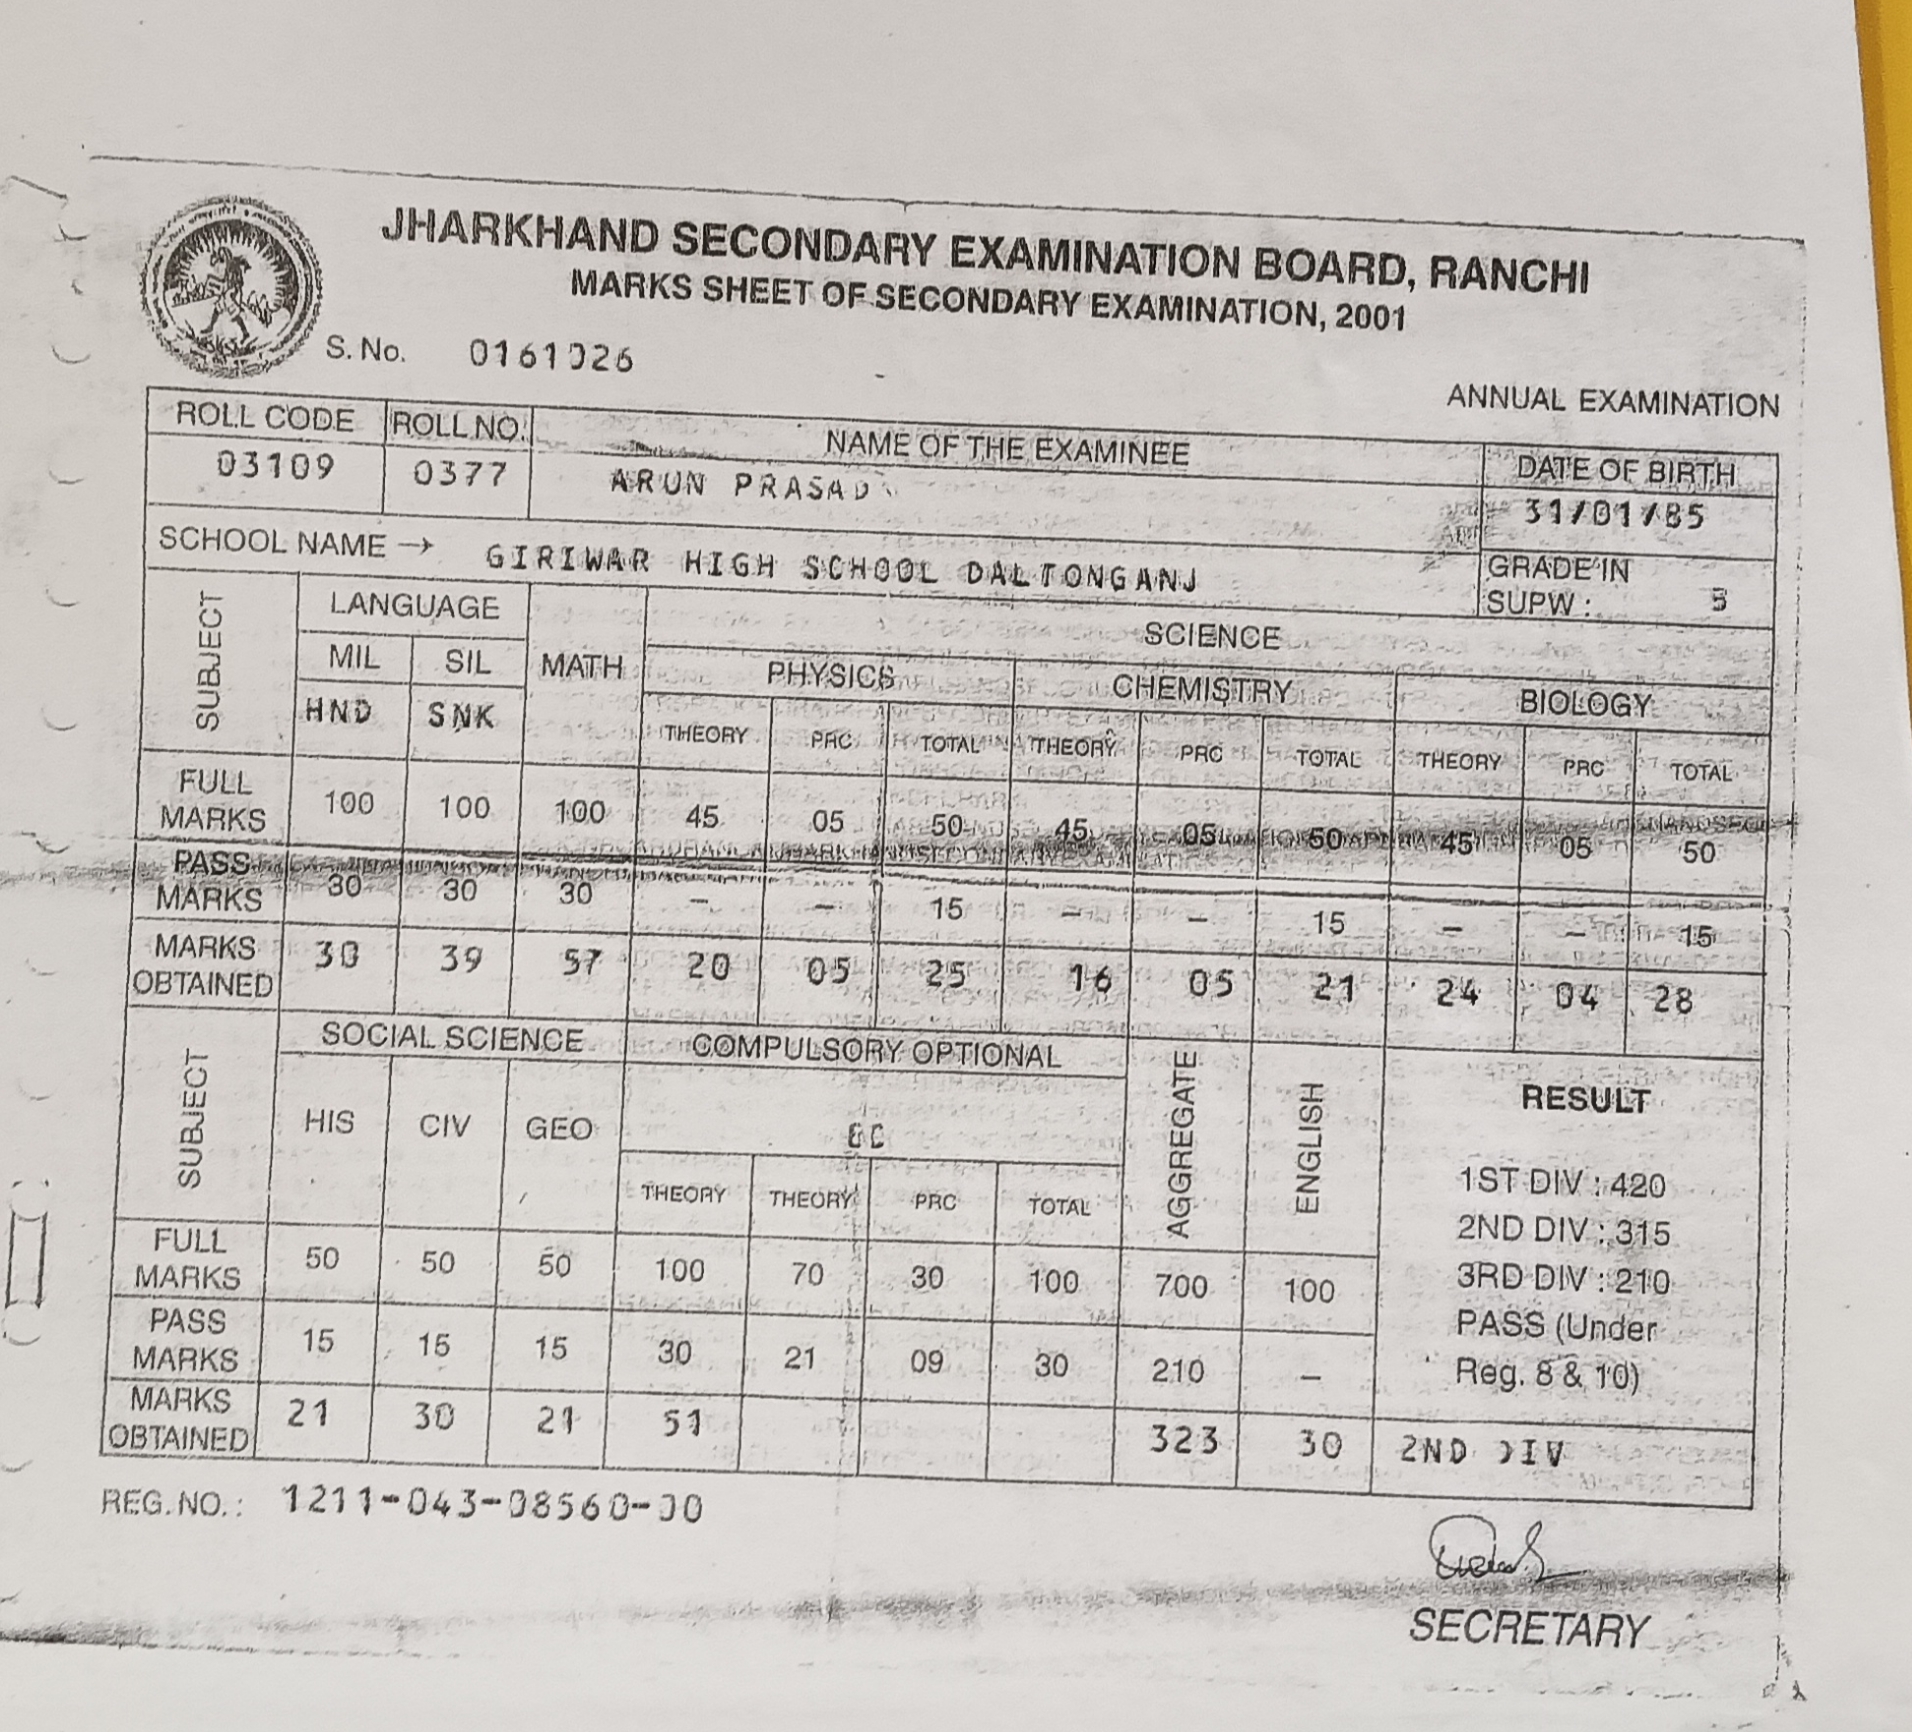 JHARKHAND SECONDARY EXAMINATION BOARD, RANCHI
MARKS SHEET OF SECONDARY EXAMINATION, 2001
S. No. 0161026
ANNUAL EXAMINATION
ROLL CODE ROLL NO. NAME OF THE EXAMINEE DATE OF BIRTH
03109 0377 ARUN PRASAD 31/01/85
SCHOOL NAME → GIRIWAR HIGH SCHOOL DALTONGANJ
GRADE IN
SUPW :
SUBJECT LANGUAGE MATH SCIENCE
MIL SIL PHYSICS CHEMISTRY BIOLOGY
HND SNK THEORY PRC TOTAL THEORY PRC TOTAL THEORY PRC TOTAL
FULL MARKS 100 100 100 45 05 50 45 05 50 45 05 50
PASS MARKS 30 30 30 – – 15 – – 15 – – 15
MARKS OBTAINED 30 39 57 20 05 25 16 05 21 24 04 28
SUBJECT SOCIAL SCIENCE COMPULSORY OPTIONAL AGGREGATE ENGLISH RESULT
HIS CIV GEO
THEORY THEORY PRC TOTAL
1ST DIV : 420
2ND DIV : 315
3RD DIV : 210
PASS (Under
Reg. 8 & 10)
FULL MARKS 50 50 50 100 70 30 100 700 100
PASS MARKS 15 15 15 30 21 09 30 210 –
MARKS OBTAINED 21 30 21 51 323 30 2ND DIV
REG. NO. : 1211-043-08560-00
SECRETARY